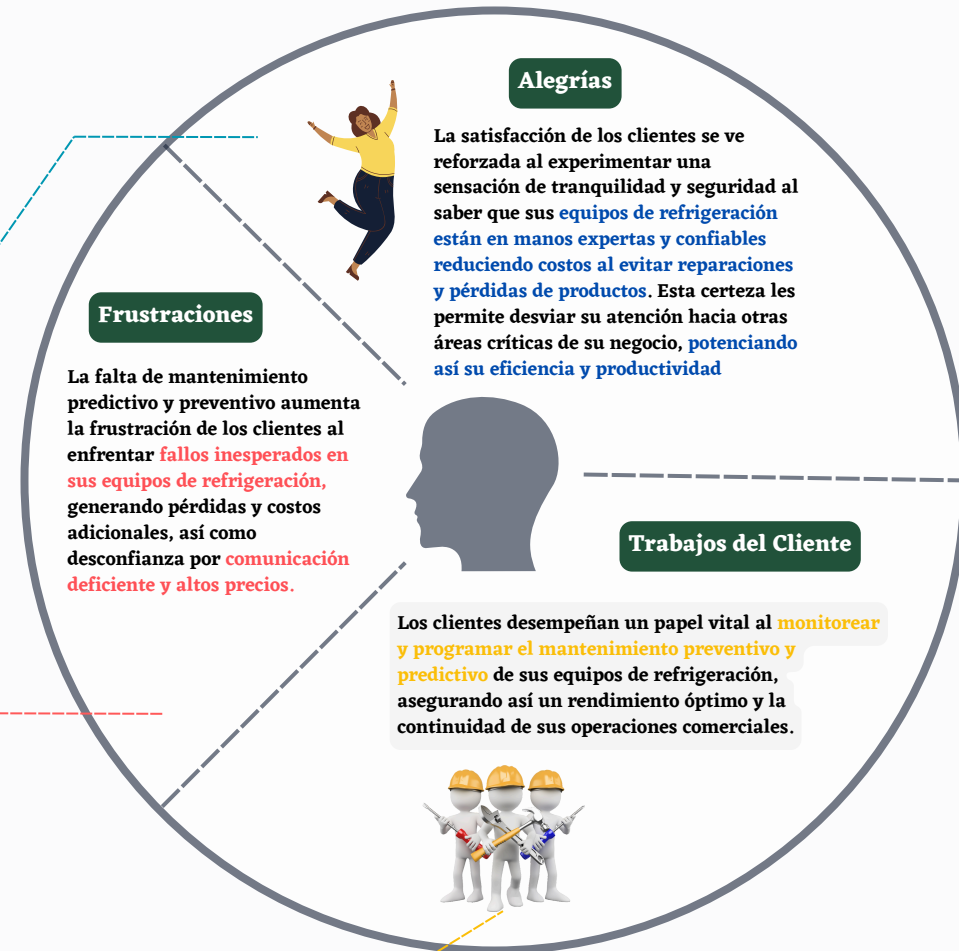 Alegrías
La satisfacción de los clientes se ve
reforzada al experimentar una
sensación de tranquilidad y seguridad al
saber que sus equipos de refrigeración
están en manos expertas y confiables
reduciendo costos al evitar reparaciones
y pérdidas de productos. Esta certeza les
permite desviar su atención hacia otras
áreas críticas de su negocio, potenciando
así su eficiencia y productividad
Frustraciones
La falta de mantenimiento
predictivo y preventivo aumenta
la frustración de los clientes al
enfrentar fallos inesperados en
sus equipos de refrigeración,
generando pérdidas y costos
adicionales, así como
desconfianza por comunicación
deficiente y altos precios.
Trabajos del Cliente
Los clientes desempeñan un papel vital al monitorear
y programar el mantenimiento preventivo y
predictivo de sus equipos de refrigeración,
asegurando así un rendimiento óptimo y la
continuidad de sus operaciones comerciales.